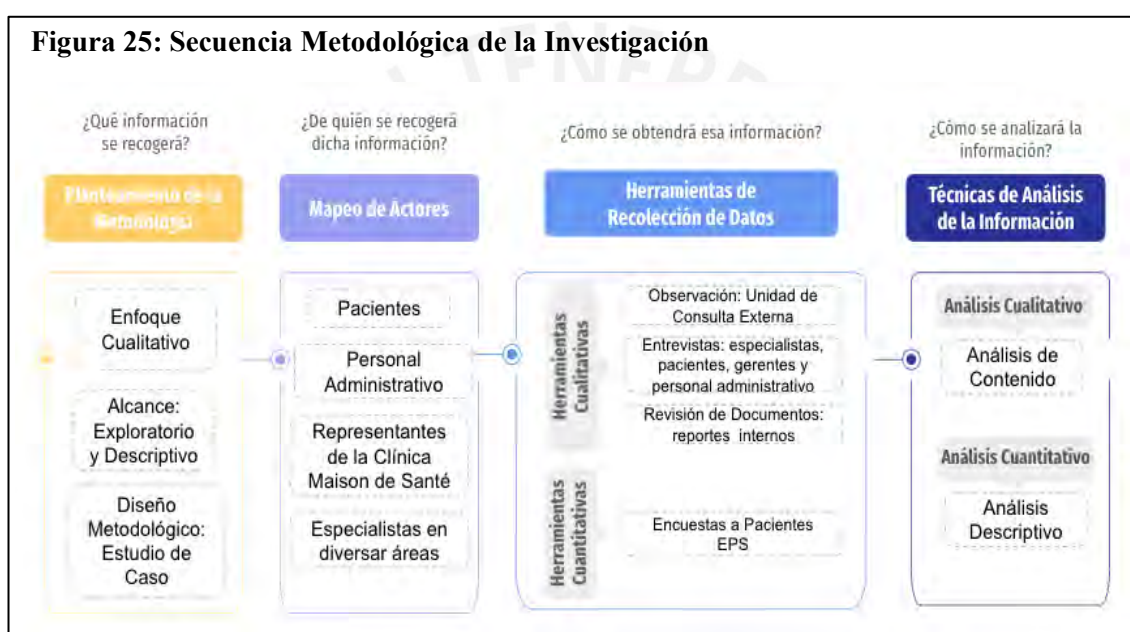 Figura 25: Secuencia Metodológica de la Investigación
¿Qué información
se recogerá?
Planteamiento de la
Metodología
Enfoque
Cualitativo
Alcance:
Exploratorio
y Descriptivo
Diseño
Metodológico:
Estudio de
Caso
¿De quién se recogerá
dicha información?
Mapeo de Actores
Pacientes
Personal
Administrativo
Representantes
de la Clínica
Maison de Santé
Especialistas en
diversar áreas
¿Cómo se obtendrá esa información?
Herramientas de
Recolección de Datos
Herramientas
Cualitativas
Observación: Unidad de
Consulta Externa
Entrevistas: especialistas,
pacientes, gerentes y
personal administrativo
Revisión de Documentos:
reportes internos
Herramientas
Cuantitativas
Encuestas a Pacientes
EPS
¿Cómo se analizará la
información?
Técnicas de Análisis
de la Información
Análisis Cualitativo
Análisis de
Contenido
Análisis Cuantitativo
Análisis
Descriptivo